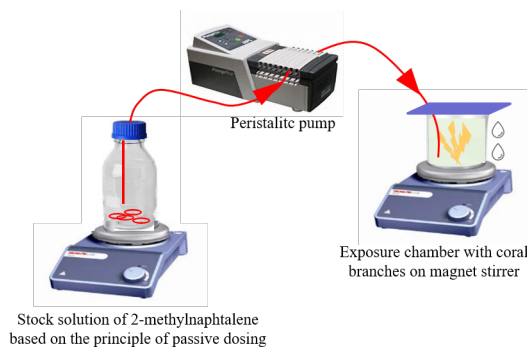 Peristalitc pump
Exposure chamber with coral
branches on magnet stirrer
Stock solution of 2-methylnaphtalene
based on the principle of passive dosing